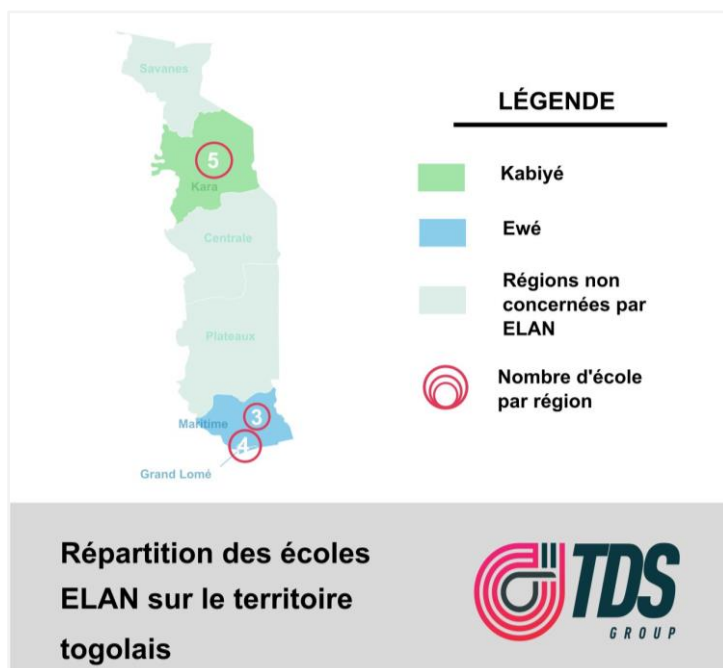 Savanes
5
Kara
Centrale
Plateaux
Maritime
3
4
Grand Lomé
LÉGENDE
Kabiyé
Ewé
Régions non
concernées par
ELAN
Nombre d'école
par région
Répartition des écoles
ELAN sur le territoire
togolais
TDS
GROUP